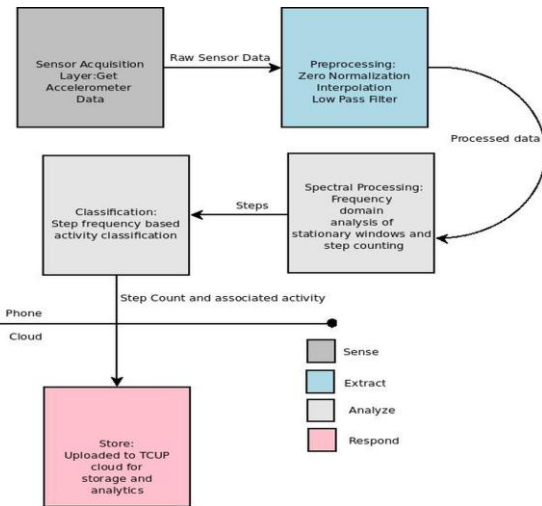 Sensor Acquisition
Layer:Get
Accelerometer
Data
Raw Sensor Data
Preprocessing:
Zero Normalization
Interpolation
Low Pass Filter
Processed data
Spectral Processing:
Frequency
domain
analysis of
stationary windows and
step counting
Steps
Classification:
Step frequency based
activity classification
Step Count and associated activity
Phone
Cloud
Sense
Extract
Analyze
Respond
Store:
Uploaded to TCUP
cloud for
storage and
analytics